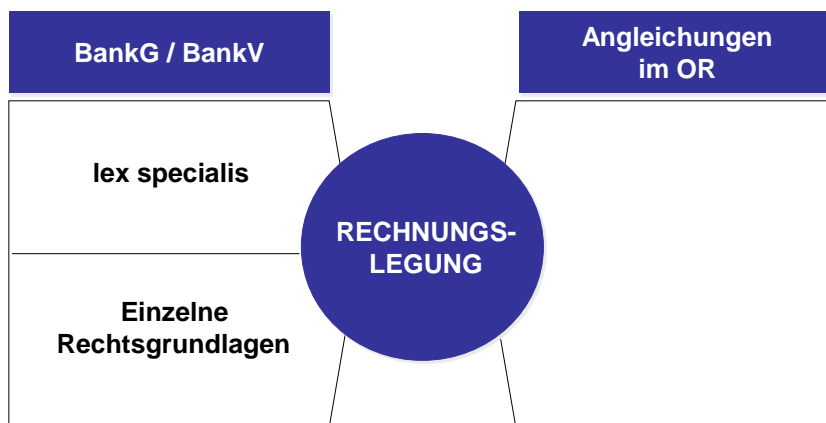 BankG / BankV
Angleichungen
im OR
lex specialis
RECHNUNGS-
LEGUNG
Einzelne
Rechtsgrundlagen